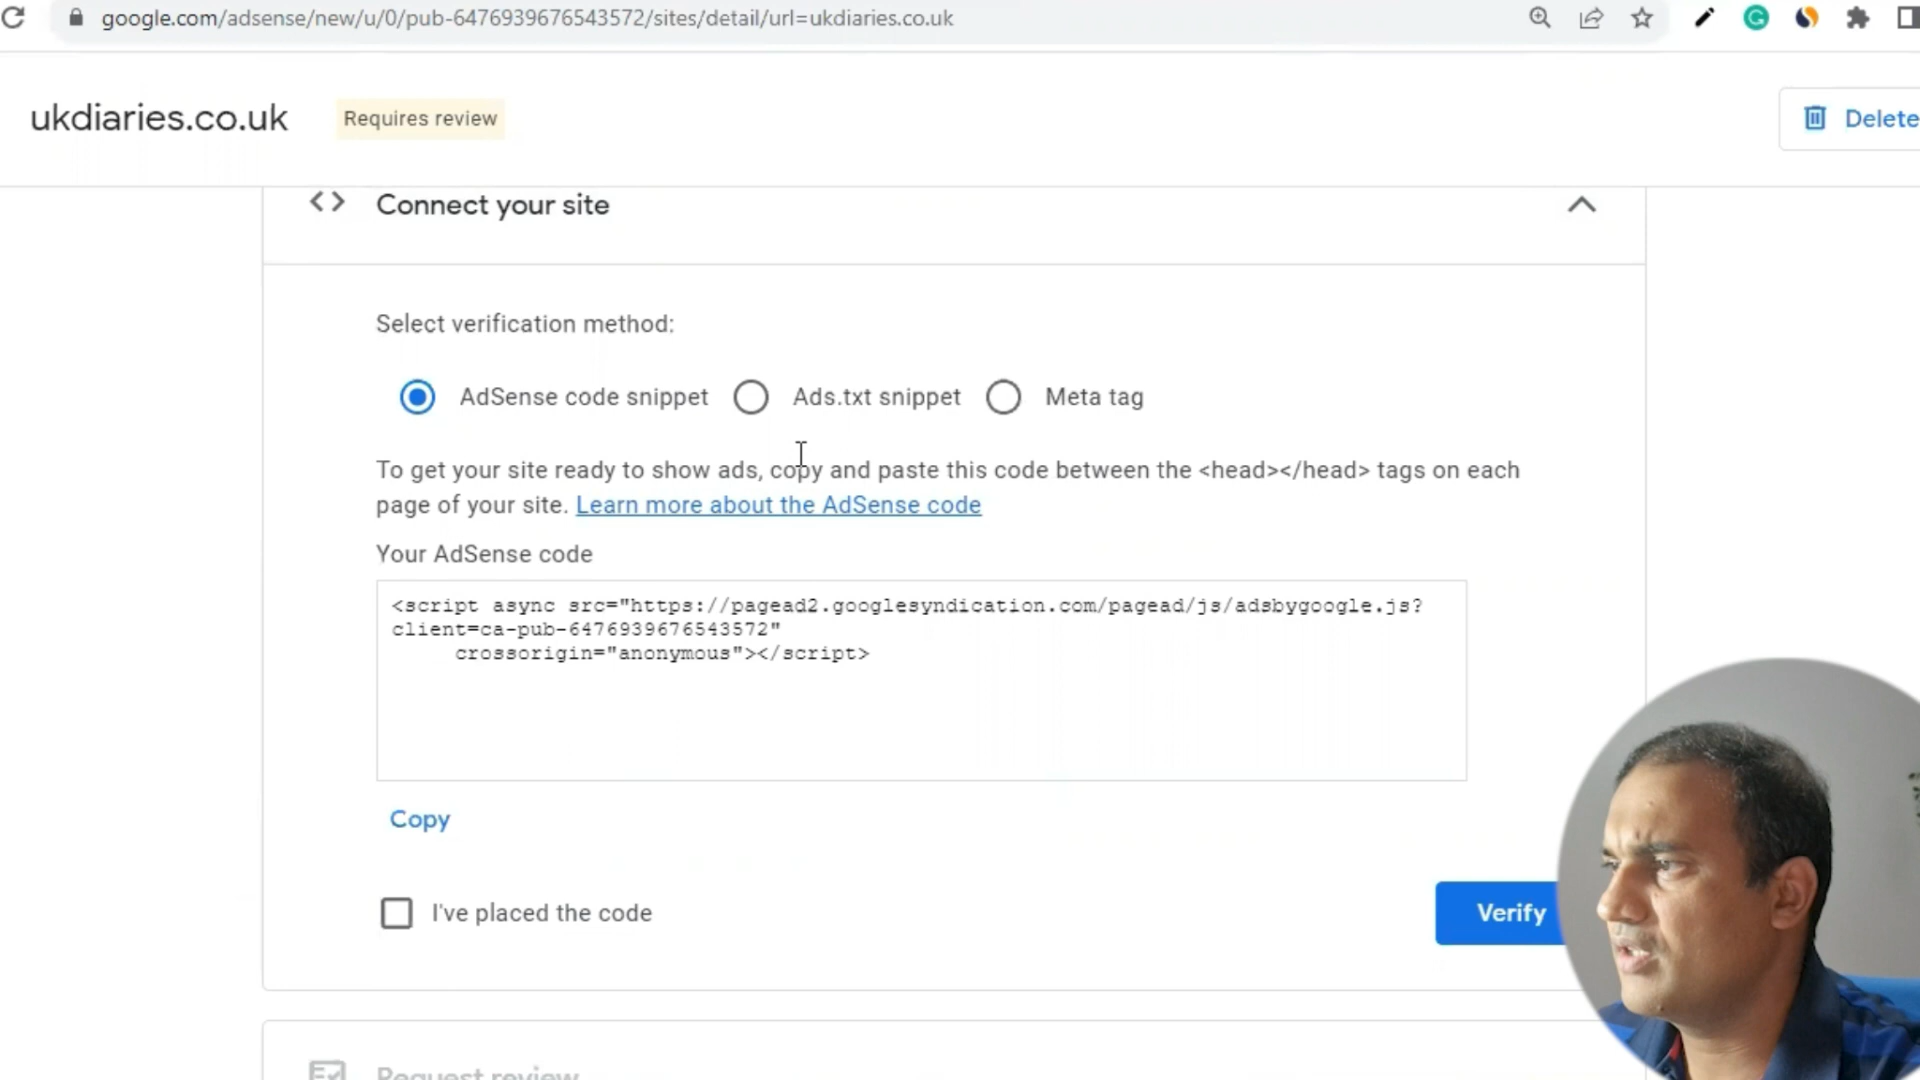 google.com/adsense/new/u/0/pub-6476939676543572/sites/detail/url=ukdiaries.co.uk
ukdiaries.co.uk
Requires review
Delete
<> Connect your site
Select verification method:
AdSense code snippet
Ads.txt snippet
Meta tag
To get your site ready to show ads, copy and paste this code between the <head></head> tags on each
page of your site. Learn more about the AdSense code
Your AdSense code
<script async src="https://pagead2.googlesyndication.com/pagead/js/adsbygoogle.js?
client=ca-pub-6476939676543572"
crossorigin="anonymous"></script>
Copy
I've placed the code
Verify
Request review